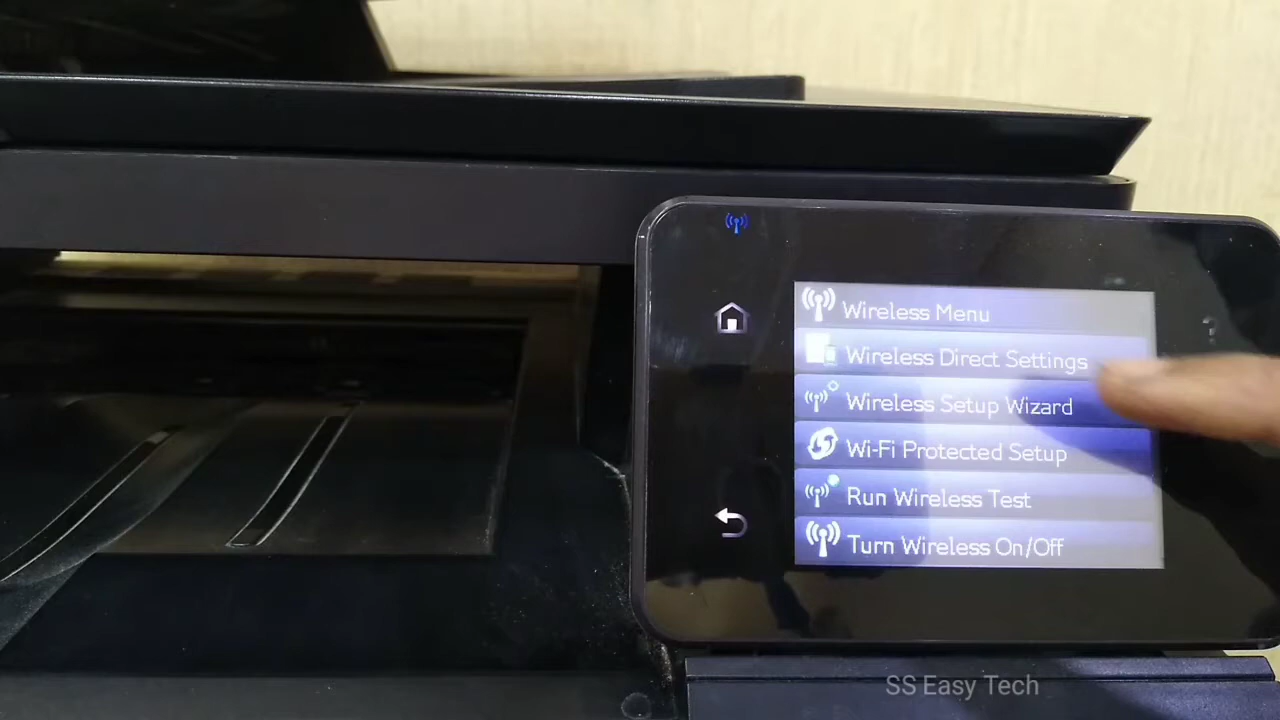 Wireless Menu
Wireless Direct Settings
Wireless Setup Wizard
Wi-Fi Protected Setup
Run Wireless Test
Turn Wireless On/Off
SS Easy Tech